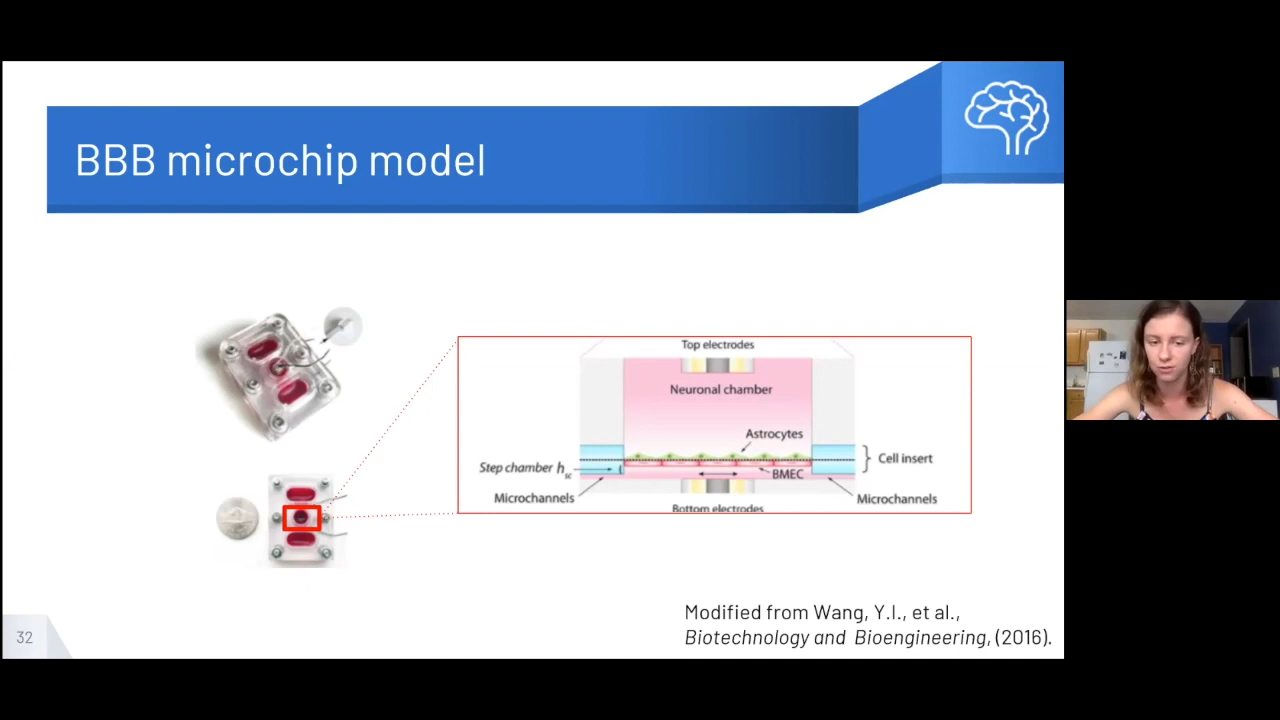 BBB microchip model
Top electrodes
Neuronal chamber
Astrocytes
Cell insert
Step chamber hsc
BMEC
Microchannels
Microchannels
Bottom electrodes
Modified from Wang, Y.I., et al.,
Biotechnology and Bioengineering, (2016).
32